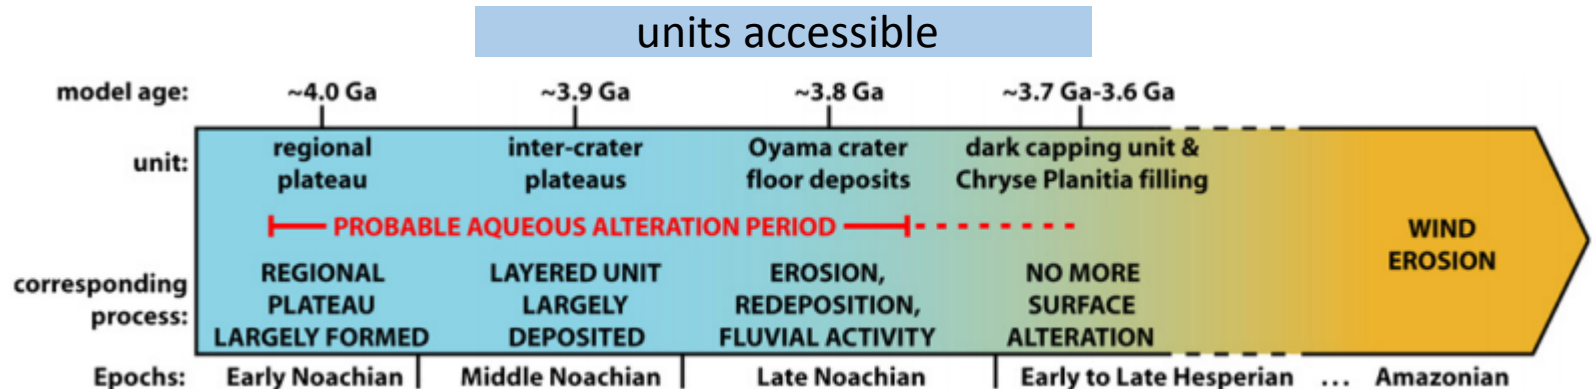 units accessible
model age: ~4.0 Ga ~3.9 Ga ~3.8 Ga ~3.7 Ga-3.6 Ga
unit: regional plateau inter-crater plateaus Oyama crater floor deposits dark capping unit & Chryse Planitia filling
PROBABLE AQUEOUS ALTERATION PERIOD
WIND EROSION
corresponding process: REGIONAL PLATEAU LARGELY FORMED LAYERED UNIT LARGELY DEPOSITED EROSION, REDEPOSITION, FLUVIAL ACTIVITY NO MORE SURFACE ALTERATION
Epochs: Early Noachian Middle Noachian Late Noachian Early to Late Hesperian ... Amazonian